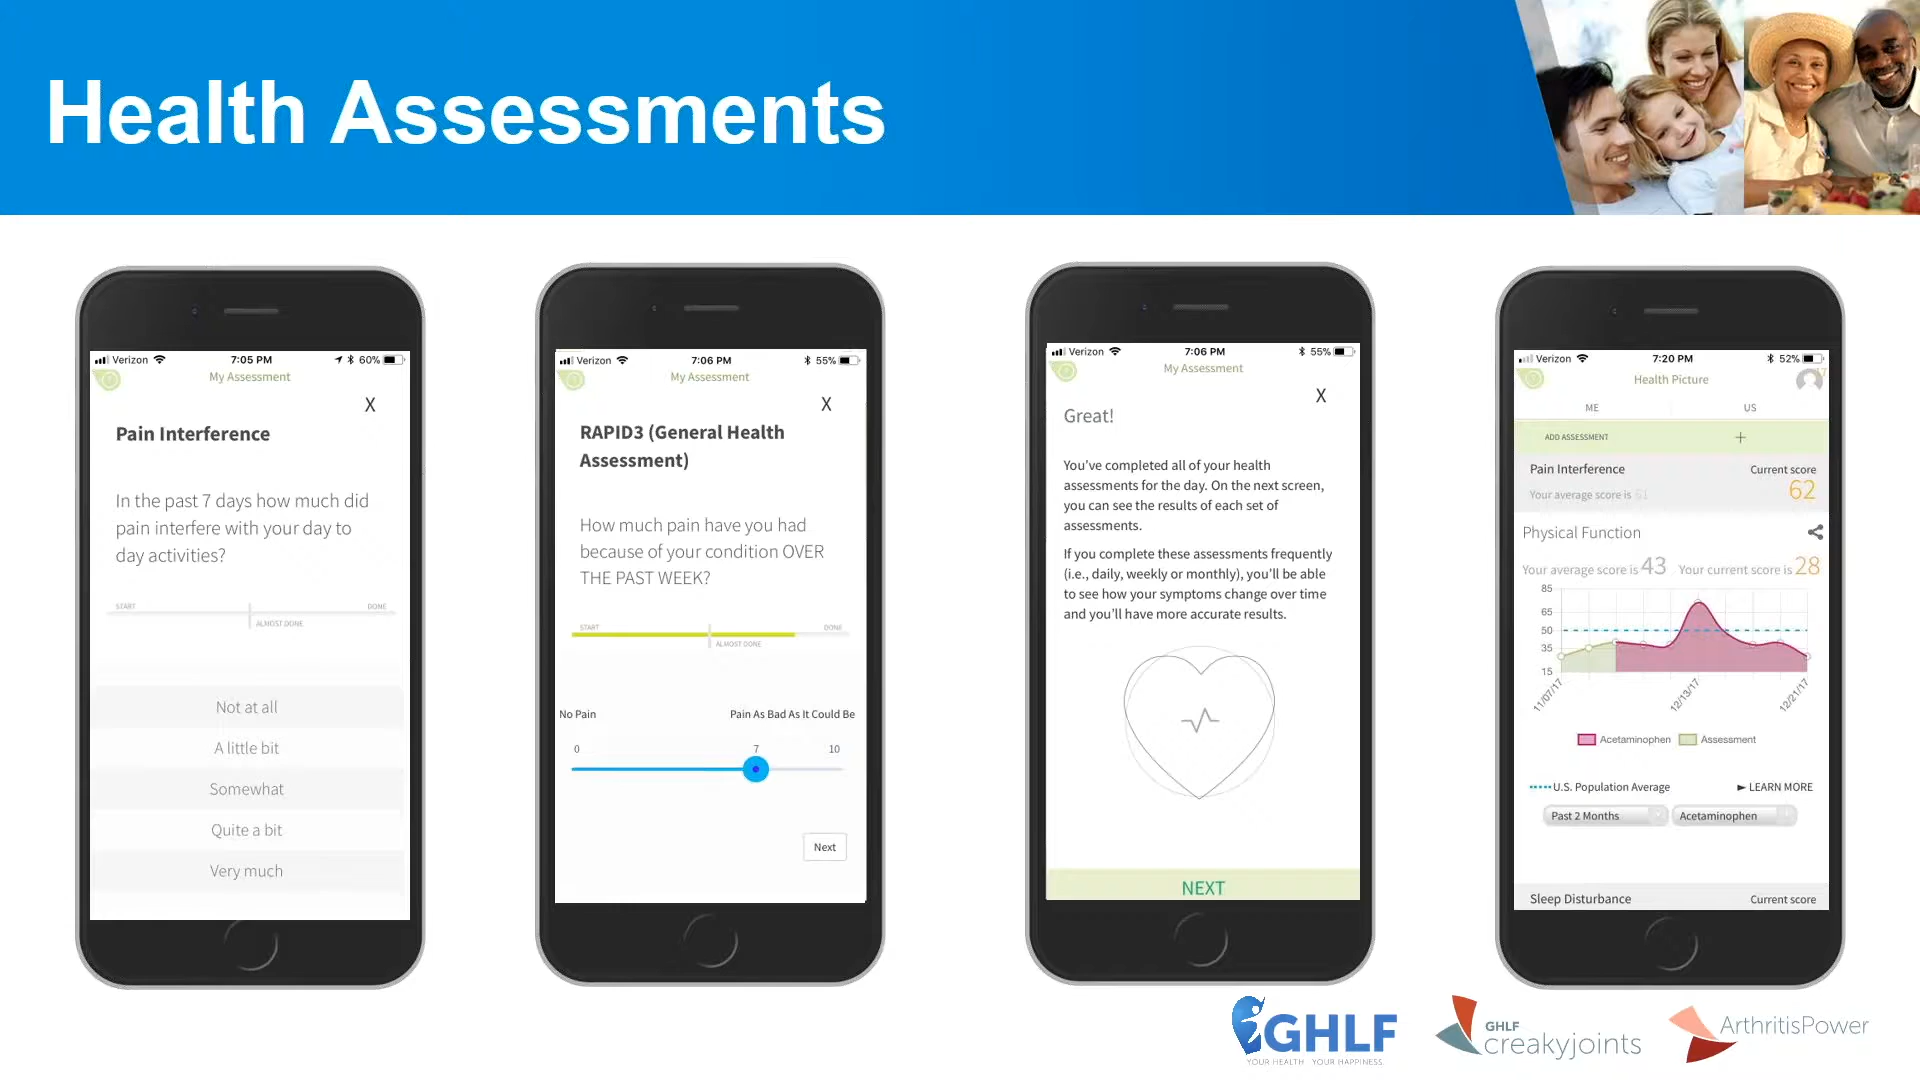 Health Assessments
Verizon 7:05 PM 60%
My Assessment
X
Pain Interference
In the past 7 days how much did
pain interfere with your day to
day activities?
START DONE
ALMOST DONE
Not at all
A little bit
Somewhat
Quite a bit
Very much
Verizon 7:06 PM 55%
My Assessment
X
RAPID3 (General Health
Assessment)
How much pain have you had
because of your condition OVER
THE PAST WEEK?
START DONE
ALMOST DONE
No Pain Pain As Bad As It Could Be
0 7 10
Next
Verizon 7:06 PM 55%
My Assessment
X
Great!
You've completed all of your health
assessments for the day. On the next screen,
you can see the results of each set of
assessments.
If you complete these assessments frequently
(i.e., daily, weekly or monthly), you'll be able
to see how your symptoms change over time
and you'll have more accurate results.
NEXT
Verizon 7:20 PM 52%
Health Picture
ME US
ADD ASSESSMENT +
Pain Interference Current score
Your average score is 62
Physical Function
Your average score is 43 Your current score is 28
85
65
50
35
15
11/07/17 12/13/17 12/21/17
Acetaminophen Assessment
U.S. Population Average ► LEARN MORE
Past 2 Months Acetaminophen
Sleep Disturbance Current score
GHLF
YOUR HEALTH YOUR HAPPINESS
GHLF
creakyjoints
ArthritisPower